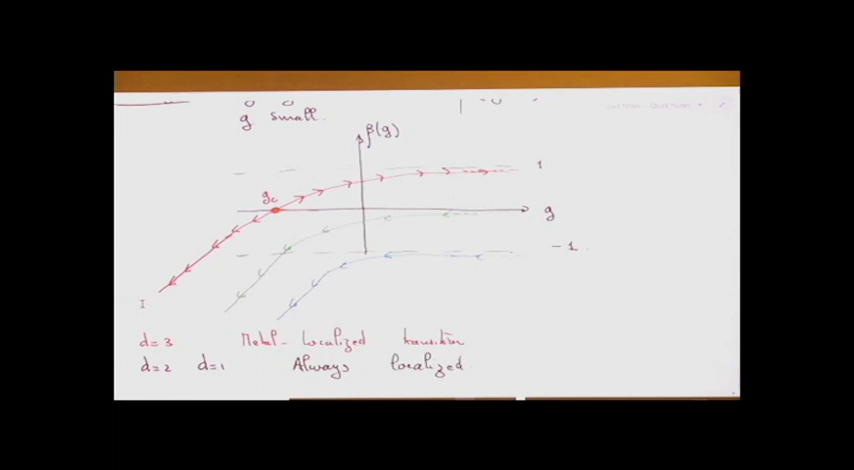 g small.
β(g)
1
gc
g
-1.
I
d=3 Metal-localized transition
d=2 d=1 Always localized.